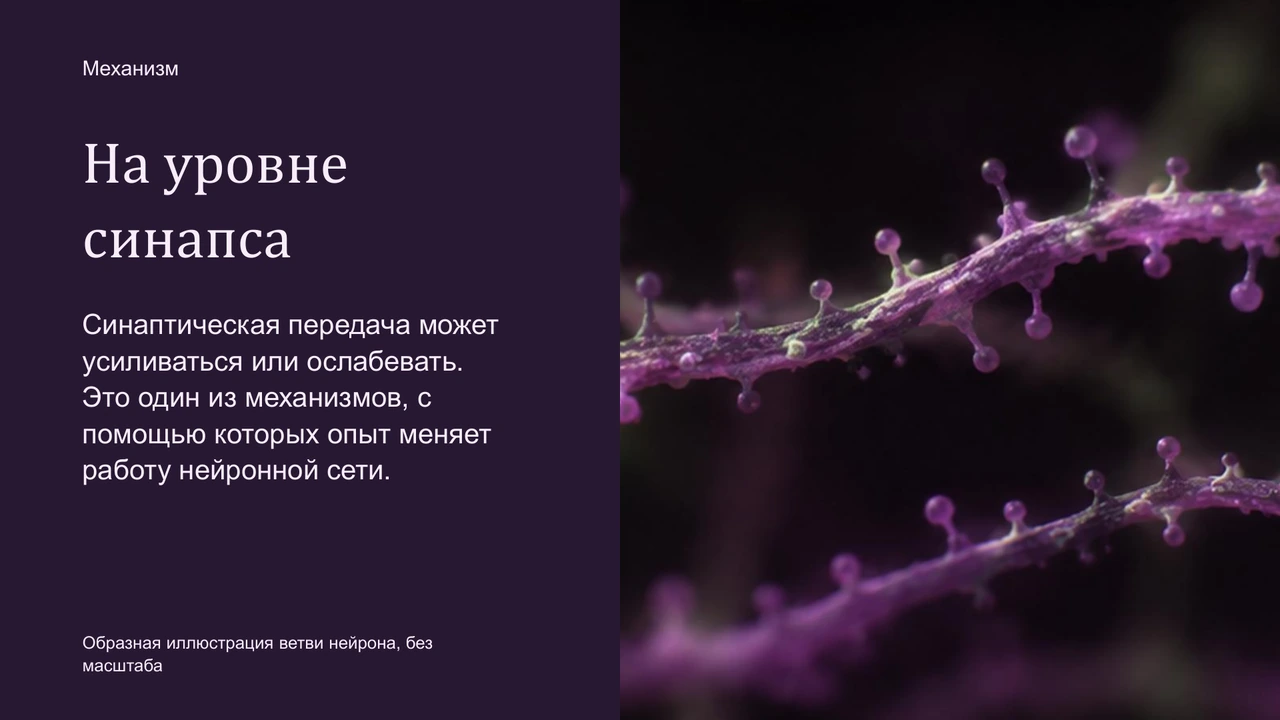 Механизм
На уровне
синапса
Синаптическая передача может
усиливаться или ослабевать.
Это один из механизмов, с
помощью которых опыт меняет
работу нейронной сети.
Образная иллюстрация ветви нейрона, без
масштаба